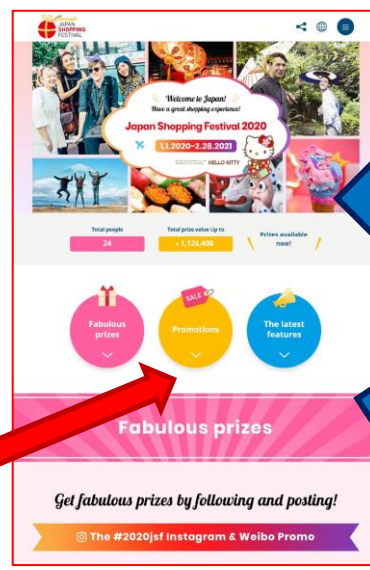 JAPAN
SHOPPING
FESTIVAL
Welcome to Japan!
Have a great shopping experience!
Japan Shopping Festival 2020
1.1.2020–2.28.2021
HELLO KITTY
Total people
24
Total prize value Up to
1,126,400
Prizes available
now!
SALE
Fabulous
prizes
Promotions
The latest
features
Fabulous prizes
Get fabulous prizes by following and posting!
The #2020jsf Instagram & Weibo Promo